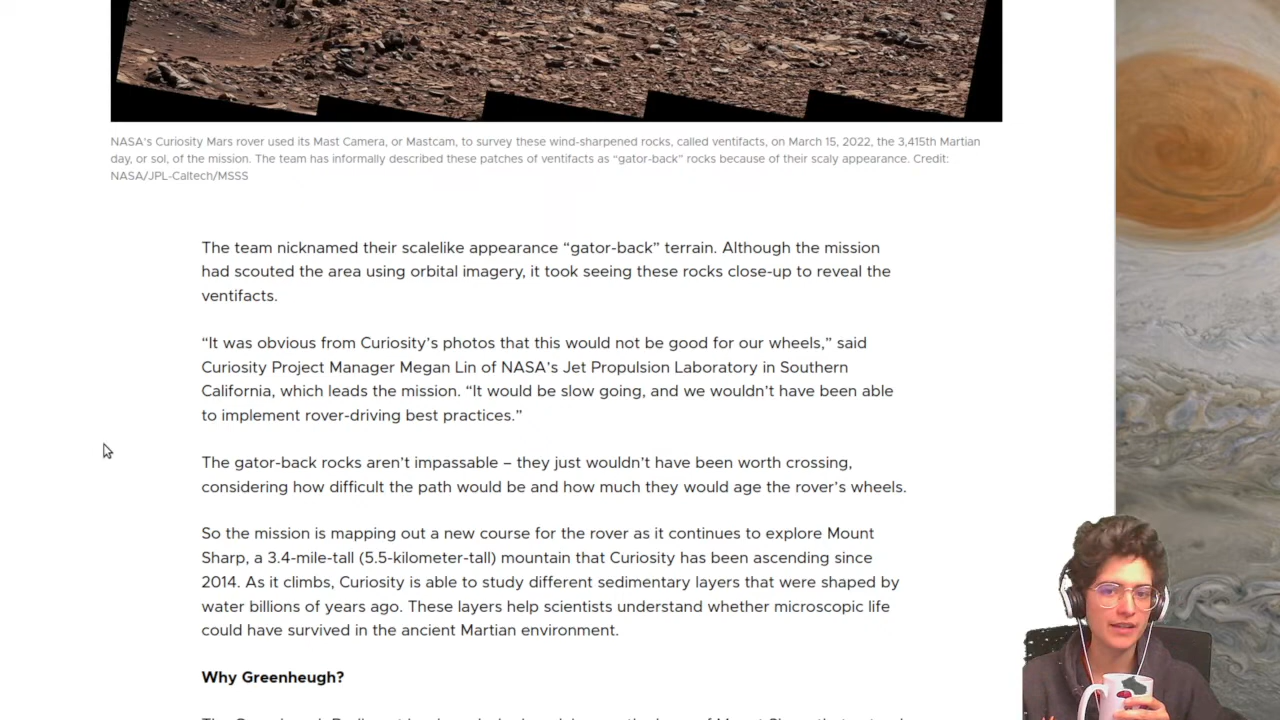 NASA's Curiosity Mars rover used its Mast Camera, or Mastcam, to survey these wind-sharpened rocks, called ventifacts, on March 15, 2022, the 3,415th Martian
day, or sol, of the mission. The team has informally described these patches of ventifacts as “gator-back” rocks because of their scaly appearance. Credit:
NASA/JPL-Caltech/MSSS
The team nicknamed their scalelike appearance “gator-back” terrain. Although the mission
had scouted the area using orbital imagery, it took seeing these rocks close-up to reveal the
ventifacts.
“It was obvious from Curiosity’s photos that this would not be good for our wheels,” said
Curiosity Project Manager Megan Lin of NASA’s Jet Propulsion Laboratory in Southern
California, which leads the mission. “It would be slow going, and we wouldn’t have been able
to implement rover-driving best practices.”
The gator-back rocks aren’t impassable – they just wouldn’t have been worth crossing,
considering how difficult the path would be and how much they would age the rover’s wheels.
So the mission is mapping out a new course for the rover as it continues to explore Mount
Sharp, a 3.4-mile-tall (5.5-kilometer-tall) mountain that Curiosity has been ascending since
2014. As it climbs, Curiosity is able to study different sedimentary layers that were shaped by
water billions of years ago. These layers help scientists understand whether microscopic life
could have survived in the ancient Martian environment.
Why Greenheugh?